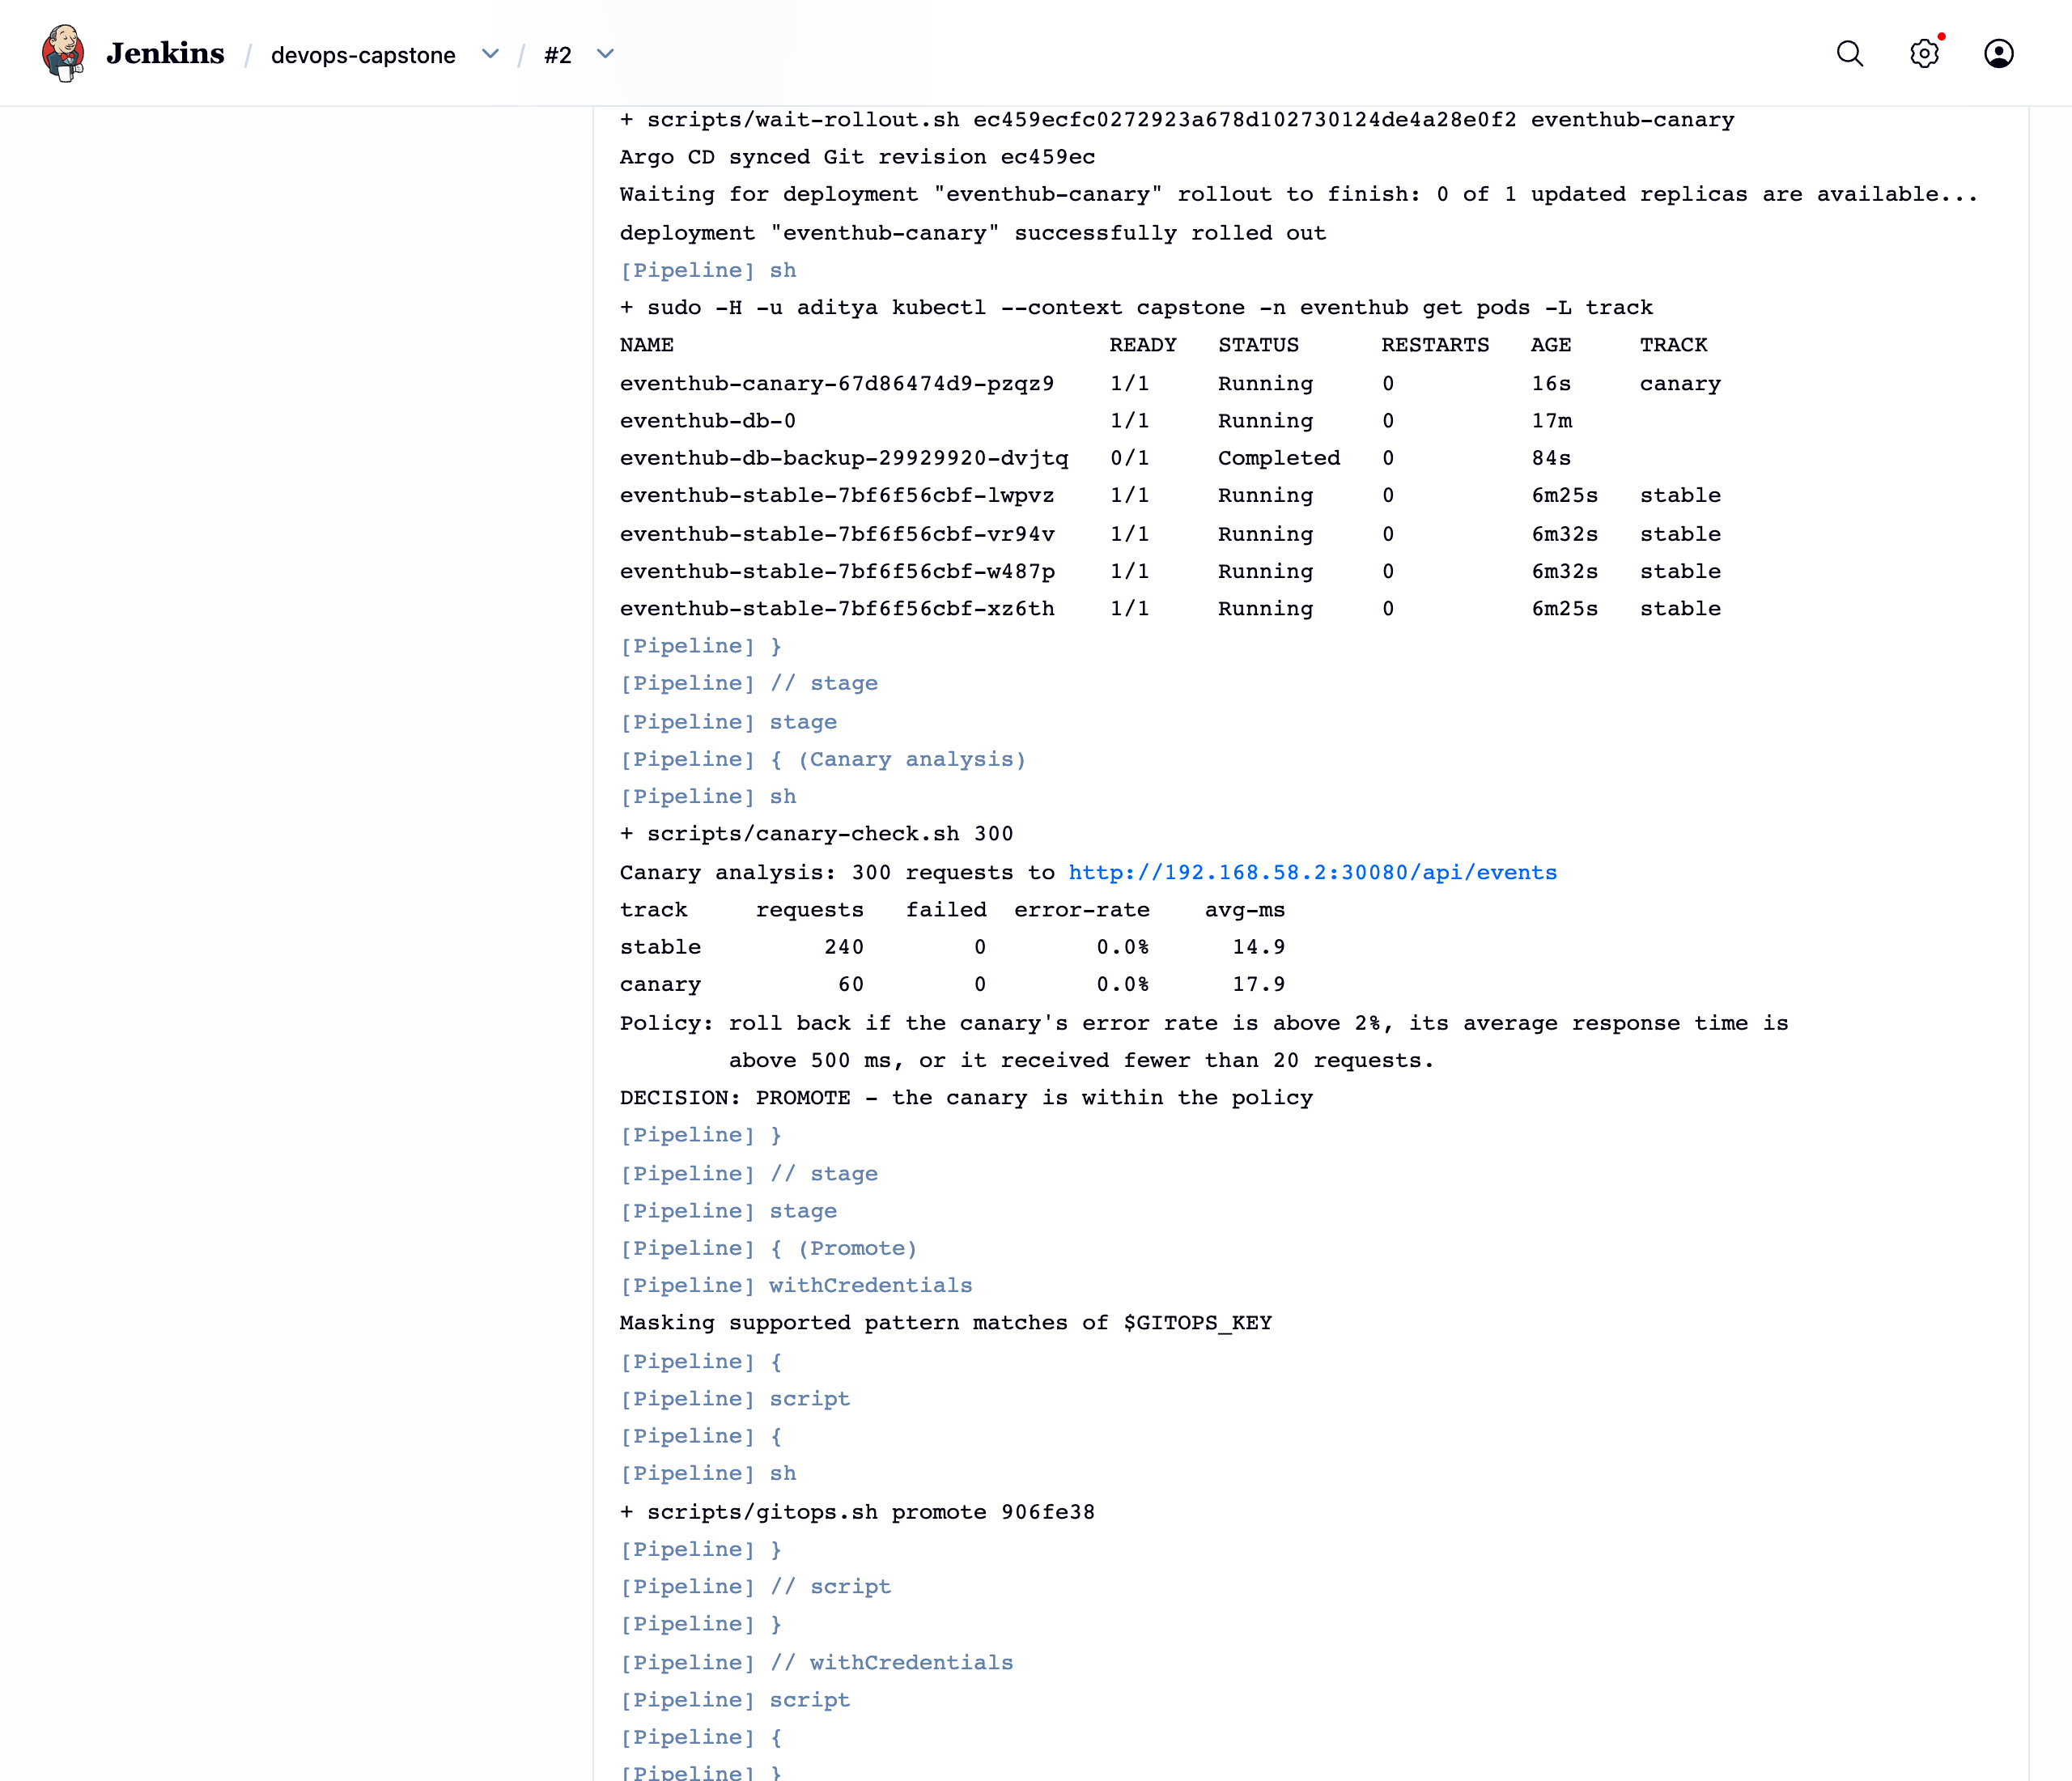 Jenkins / devops-capstone / #2
+ scripts/wait-rollout.sh ec459ecfc0272923a678d102730124de4a28e0f2 eventhub-canary
Argo CD synced Git revision ec459ec
Waiting for deployment "eventhub-canary" rollout to finish: 0 of 1 updated replicas are available...
deployment "eventhub-canary" successfully rolled out
[Pipeline] sh
+ sudo -H -u aditya kubectl --context capstone -n eventhub get pods -L track
NAME READY STATUS RESTARTS AGE TRACK
eventhub-canary-67d86474d9-pzqz9 1/1 Running 0 16s canary
eventhub-db-0 1/1 Running 0 17m
eventhub-db-backup-29929920-dvjtq 0/1 Completed 0 84s
eventhub-stable-7bf6f56cbf-lwpvz 1/1 Running 0 6m25s stable
eventhub-stable-7bf6f56cbf-vr94v 1/1 Running 0 6m32s stable
eventhub-stable-7bf6f56cbf-w487p 1/1 Running 0 6m32s stable
eventhub-stable-7bf6f56cbf-xz6th 1/1 Running 0 6m25s stable
[Pipeline] }
[Pipeline] // stage
[Pipeline] stage
[Pipeline] { (Canary analysis)
[Pipeline] sh
+ scripts/canary-check.sh 300
Canary analysis: 300 requests to http://192.168.58.2:30080/api/events
track requests failed error-rate avg-ms
stable 240 0 0.0% 14.9
canary 60 0 0.0% 17.9
Policy: roll back if the canary's error rate is above 2%, its average response time is
above 500 ms, or it received fewer than 20 requests.
DECISION: PROMOTE - the canary is within the policy
[Pipeline] }
[Pipeline] // stage
[Pipeline] stage
[Pipeline] { (Promote)
[Pipeline] withCredentials
Masking supported pattern matches of $GITOPS_KEY
[Pipeline] {
[Pipeline] script
[Pipeline] {
[Pipeline] sh
+ scripts/gitops.sh promote 906fe38
[Pipeline] }
[Pipeline] // script
[Pipeline] }
[Pipeline] // withCredentials
[Pipeline] script
[Pipeline] {
[Pipeline] }